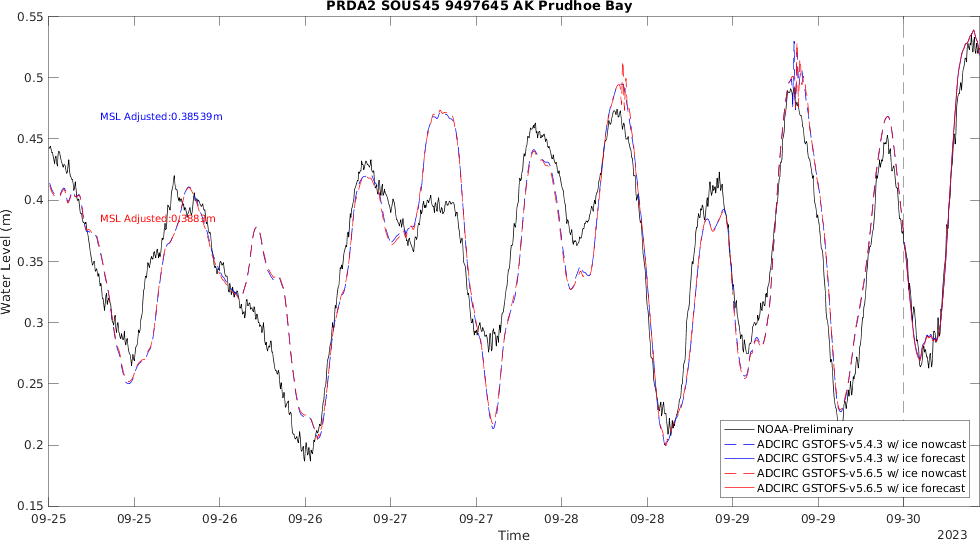 PRDA2 SOUS45 9497645 AK Prudhoe Bay
0.55
0.5
0.45
0.4
0.35
0.3
0.25
0.2
0.15
Water Level (m)
MSL Adjusted:0.38539m
MSL Adjusted:0.3883m
NOAA-Preliminary
ADCIRC GSTOFS-v5.4.3 w/ ice nowcast
ADCIRC GSTOFS-v5.4.3 w/ ice forecast
ADCIRC GSTOFS-v5.6.5 w/ ice nowcast
ADCIRC GSTOFS-v5.6.5 w/ ice forecast
09-25 09-25 09-26 09-26 09-27 09-27 09-28 09-28 09-29 09-29 09-30
Time
2023